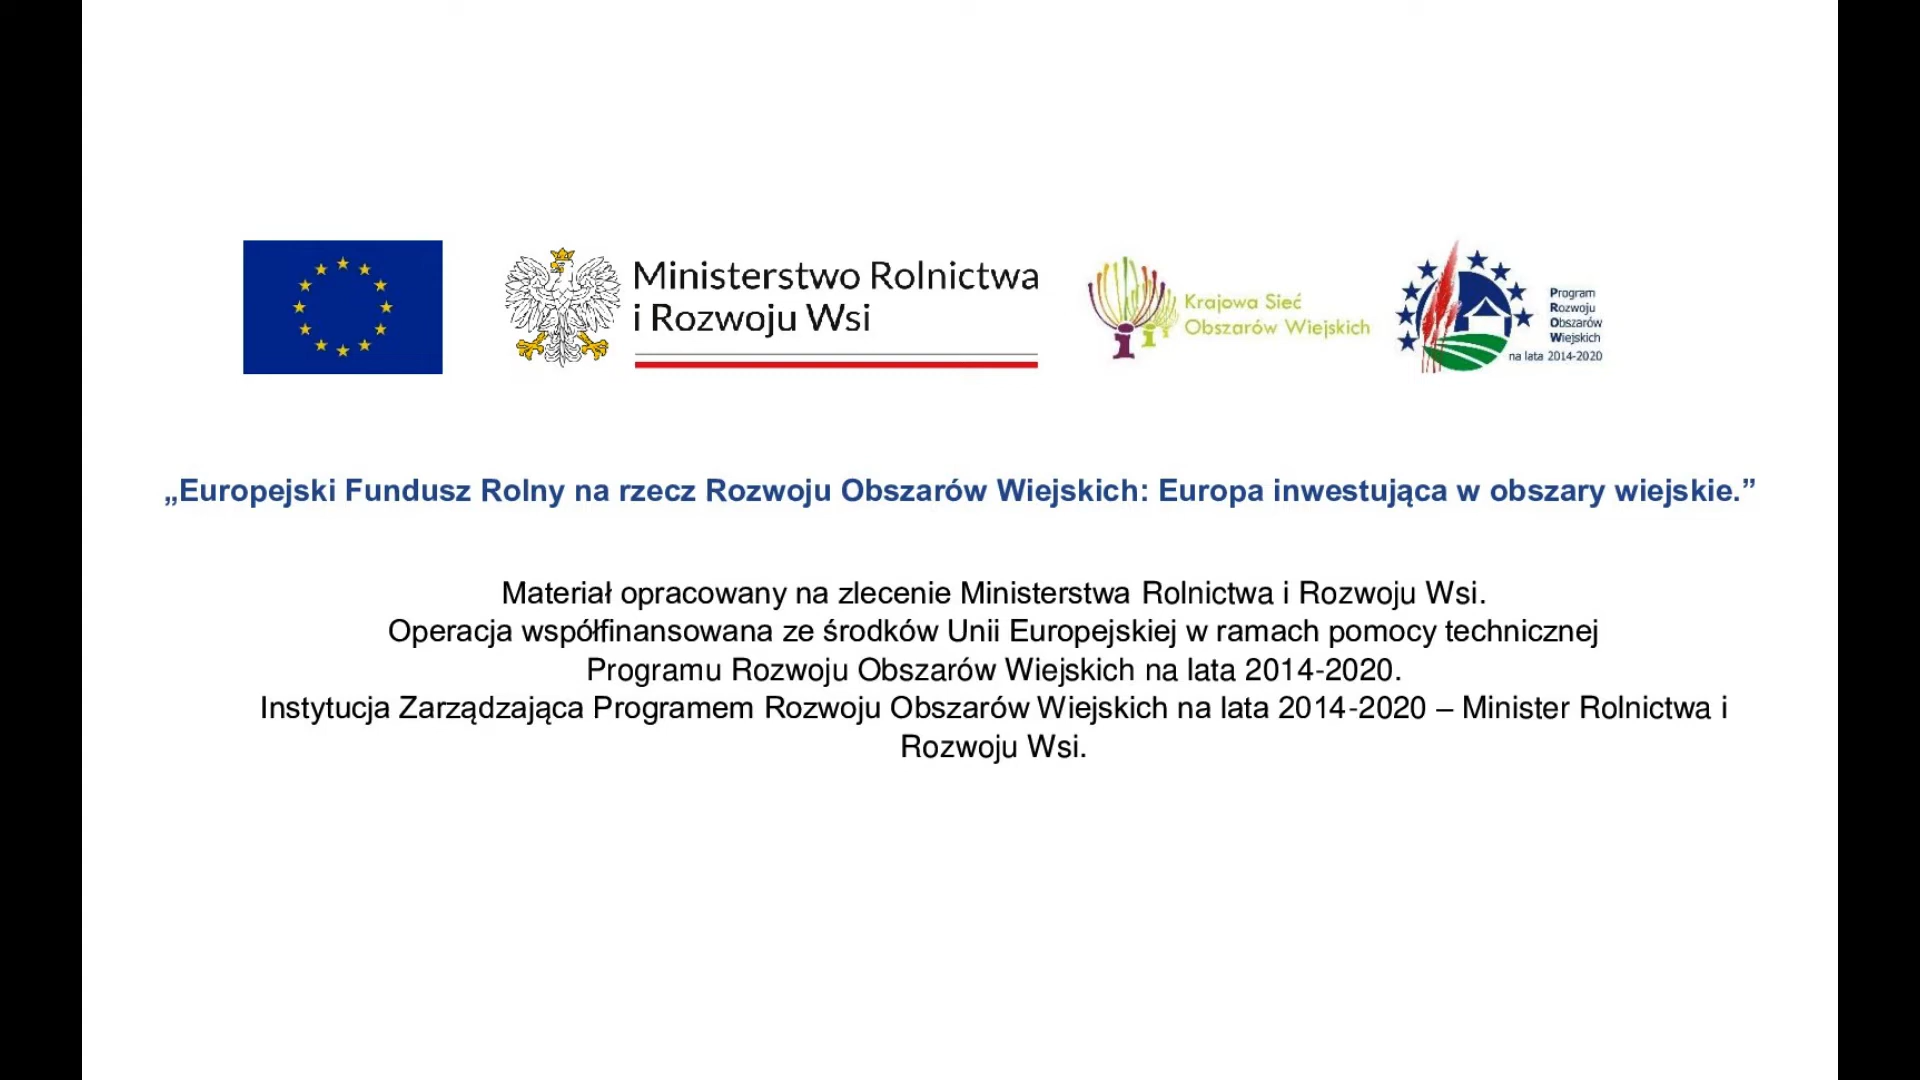 Ministerstwo Rolnictwa
i Rozwoju Wsi
Krajowa Sieć
Obszarów Wiejskich
Program
Rozwoju
Obszarów
Wiejskich
na lata 2014-2020
„Europejski Fundusz Rolny na rzecz Rozwoju Obszarów Wiejskich: Europa inwestująca w obszary wiejskie.”
Materiał opracowany na zlecenie Ministerstwa Rolnictwa i Rozwoju Wsi.
Operacja współfinansowana ze środków Unii Europejskiej w ramach pomocy technicznej
Programu Rozwoju Obszarów Wiejskich na lata 2014-2020.
Instytucja Zarządzająca Programem Rozwoju Obszarów Wiejskich na lata 2014-2020 – Minister Rolnictwa i
Rozwoju Wsi.